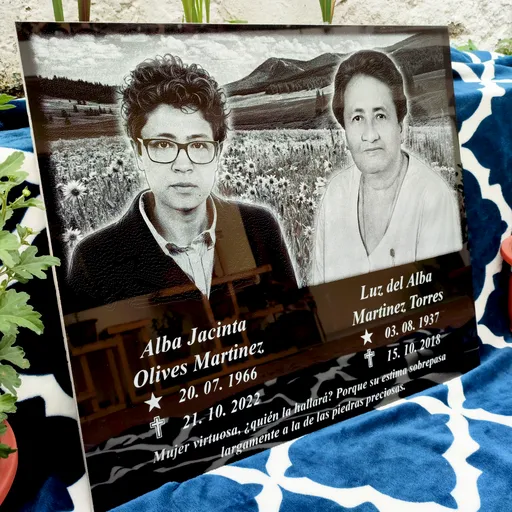 Alba Jacinta
Olives Martinez
20. 07. 1966
21. 10. 2022
Luz del Alba
Martinez Torres
03. 08. 1937
15. 10. 2018
Mujer virtuosa, ¿quién la hallará? Porque su estima sobrepasa
largamente a la de las piedras preciosas.